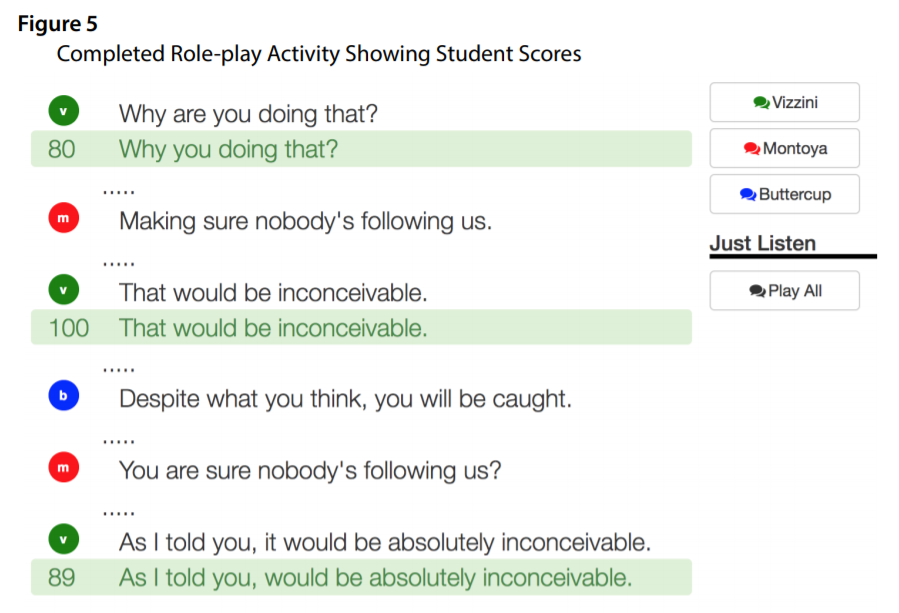 Figure 5
Completed Role-play Activity Showing Student Scores
v Why are you doing that?
80 Why you doing that?
.....
m Making sure nobody's following us.
.....
v That would be inconceivable.
100 That would be inconceivable.
.....
b Despite what you think, you will be caught.
.....
m You are sure nobody's following us?
.....
v As I told you, it would be absolutely inconceivable.
89 As I told you, would be absolutely inconceivable.
Vizzini
Montoya
Buttercup
Just Listen
Play All